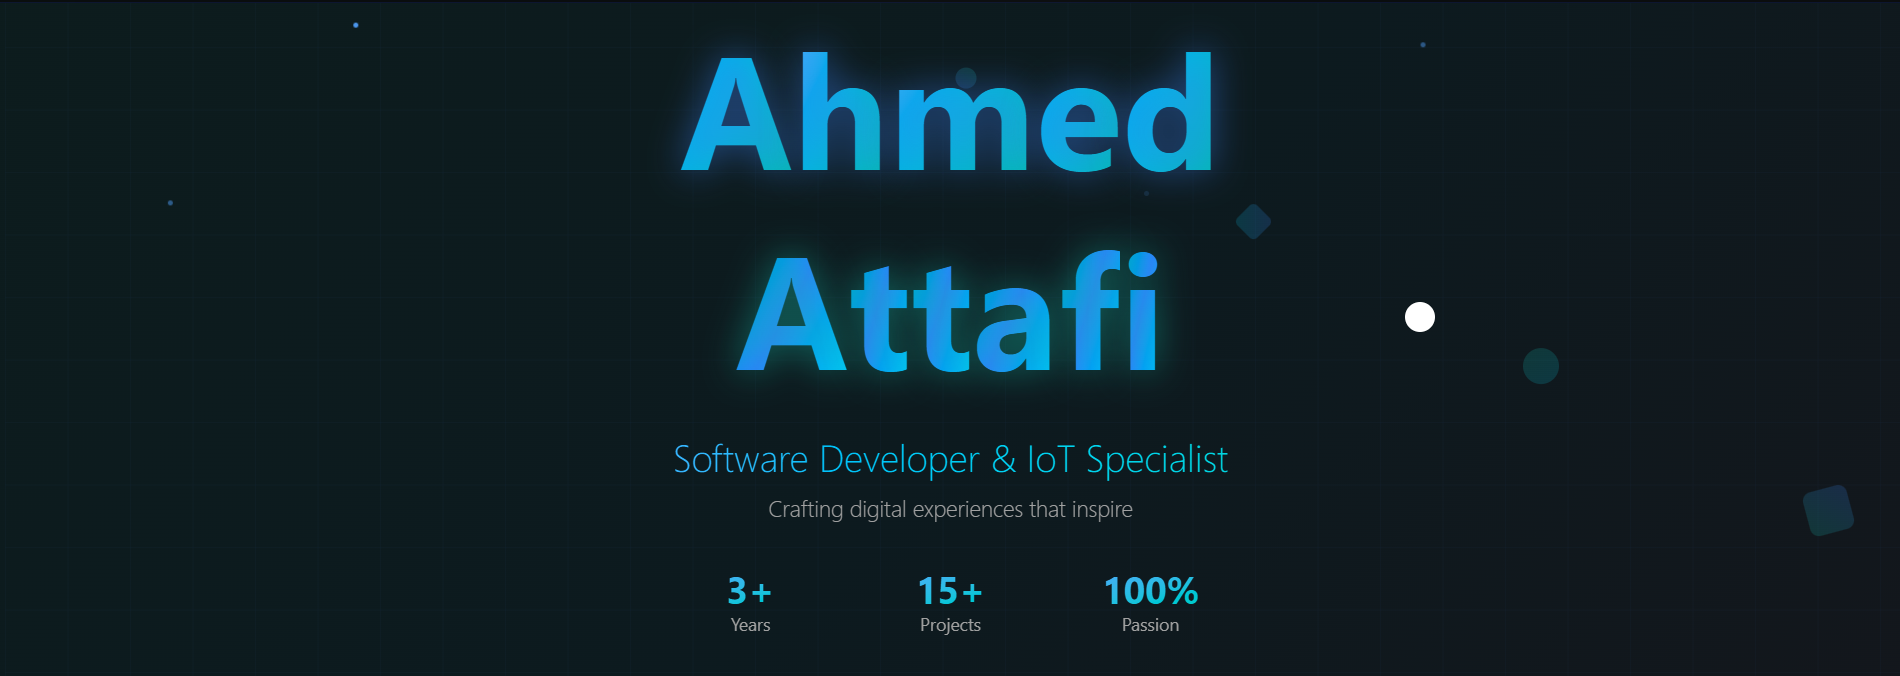 Ahmed
Attafi
Software Developer & IoT Specialist
Crafting digital experiences that inspire
3+ 15+ 100%
Years Projects Passion